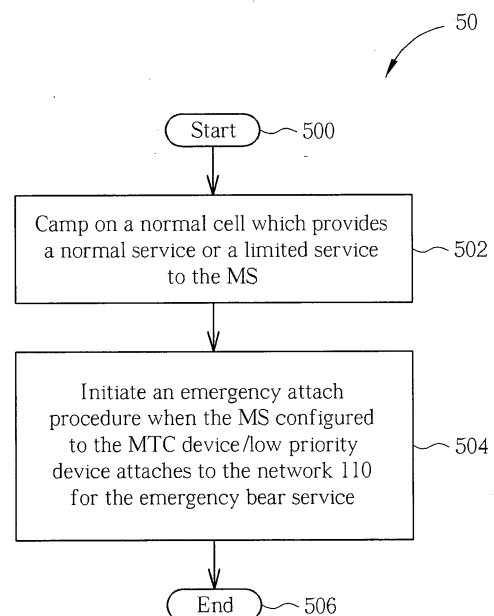 50
Start
500
Camp on a normal cell which provides
a normal service or a limited service
to the MS
502
Initiate an emergency attach
procedure when the MS configured
to the MTC device/low priority
device attaches to the network 110
for the emergency bear service
504
End
506